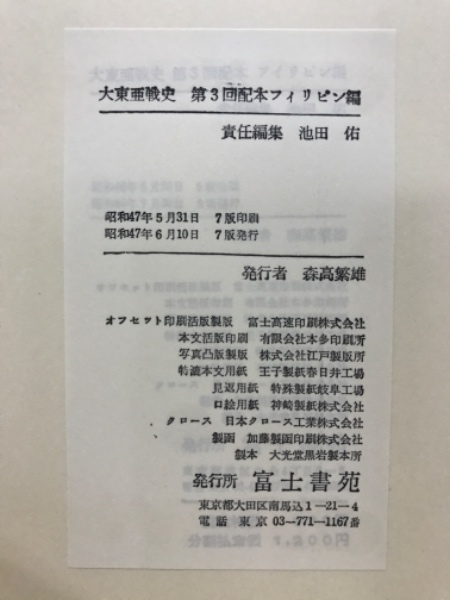 大東亜戦史　第3回配本フィリピン編
責任編集　池田　佑
昭和47年5月31日　7版印刷
昭和47年6月10日　7版発行
発行者　森高繁雄
オフセット印刷活版製版　富士高速印刷株式会社
本文活版印刷　有限会社本多印刷所
写真凸版製版　株式会社江戸製版所
特漉本文用紙　王子製紙春日井工場
見返用紙　特殊製紙岐阜工場
口絵用紙　神崎製紙株式会社
クロース　日本クロース工業株式会社
製函　加藤製函印刷株式会社
製本　大光堂黒岩製本所
発行所　富士書苑
東京都大田区南馬込1—21—4
電話　東京　03—771—1167番